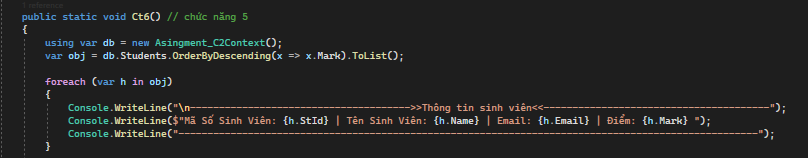 1 reference
public static void Ct6() // chức năng 5
{
using var db = new Asingment_C2Context();
var obj = db.Students.OrderByDescending(x => x.Mark).ToList();
foreach (var h in obj)
{
Console.WriteLine("\n-------------------------------------->>Thông tin sinh viên<<---------------------------------------");
Console.WriteLine($"Mã Số Sinh Viên: {h.StId} | Tên Sinh Viên: {h.Name} | Email: {h.Email} | Điểm: {h.Mark} ");
Console.WriteLine("----------------------------------------------------------------------------------------------------");
}